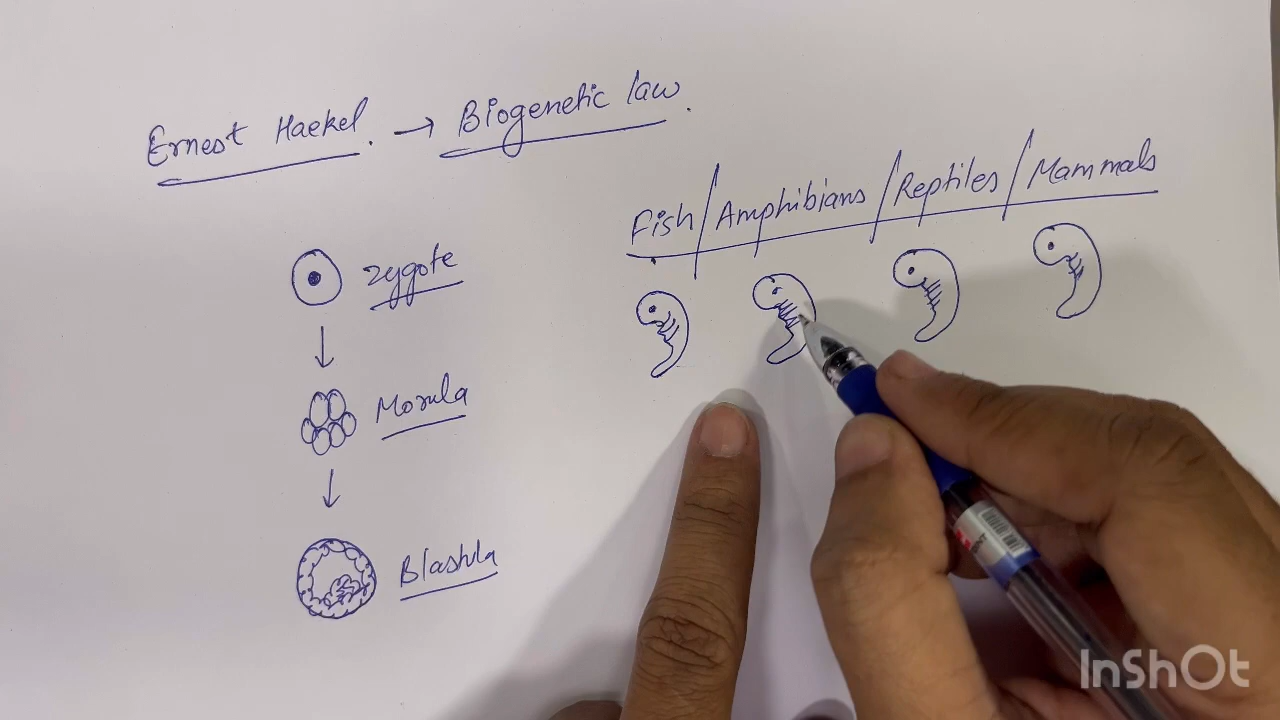 Ernest Haekel. → Biogenetic law.
Fish/Amphibians/Reptiles/Mammals
zygote
Morula
Blastula
InShOt